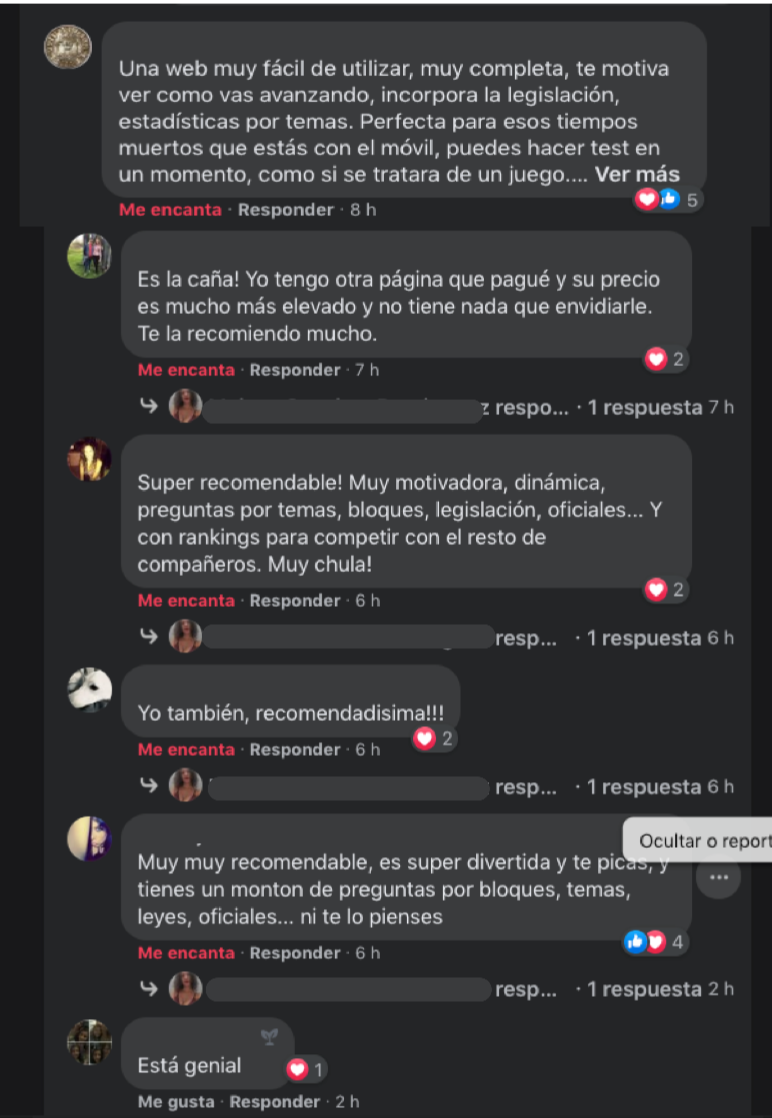 Una web muy fácil de utilizar, muy completa, te motiva
ver como vas avanzando, incorpora la legislación,
estadísticas por temas. Perfecta para esos tiempos
muertos que estás con el móvil, puedes hacer test en
un momento, como si se tratara de un juego.... Ver más
5
Me encanta · Responder · 8 h
Es la caña! Yo tengo otra página que pagué y su precio
es mucho más elevado y no tiene nada que envidiarle.
Te la recomiendo mucho.
2
Me encanta · Responder · 7 h
z respo... · 1 respuesta 7 h
Super recomendable! Muy motivadora, dinámica,
preguntas por temas, bloques, legislación, oficiales... Y
con rankings para competir con el resto de
compañeros. Muy chula!
2
Me encanta · Responder · 6 h
resp... · 1 respuesta 6 h
Yo también, recomendadisima!!!
2
Me encanta · Responder · 6 h
resp... · 1 respuesta 6 h
Ocultar o report
Muy muy recomendable, es super divertida y te picas, y
tienes un monton de preguntas por bloques, temas,
leyes, oficiales... ni te lo pienses
4
Me encanta · Responder · 6 h
resp... · 1 respuesta 2 h
Está genial
1
Me gusta · Responder · 2 h